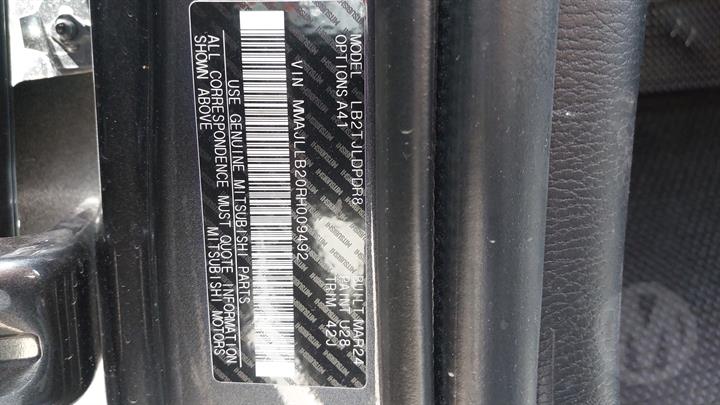 MODEL LB2TJLDPDR8 BUILT MAR24
OPTIONS A41 PAINT U28
TRIM 42J
VIN MMAJLLB20RH009492
USE GENUINE MITSUBISHI PARTS
ALL CORRESPONDENCE MUST QUOTE INFORMATION
SHOWN ABOVE MITSUBISHI MOTORS